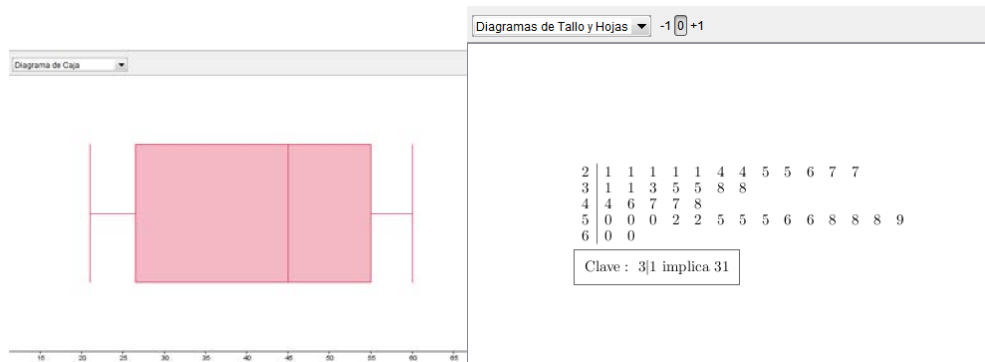 Diagrama de Caja
15 20 25 30 35 40 45 50 55 60 65
Diagramas de Tallo y Hojas -1 0 +1
2 1 1 1 1 1 4 4 5 5 6 7 7
3 1 1 3 5 5 8 8
4 4 6 7 7 8
5 0 0 0 2 2 5 5 5 6 6 8 8 8 9
6 0 0
Clave : 3|1 implica 31